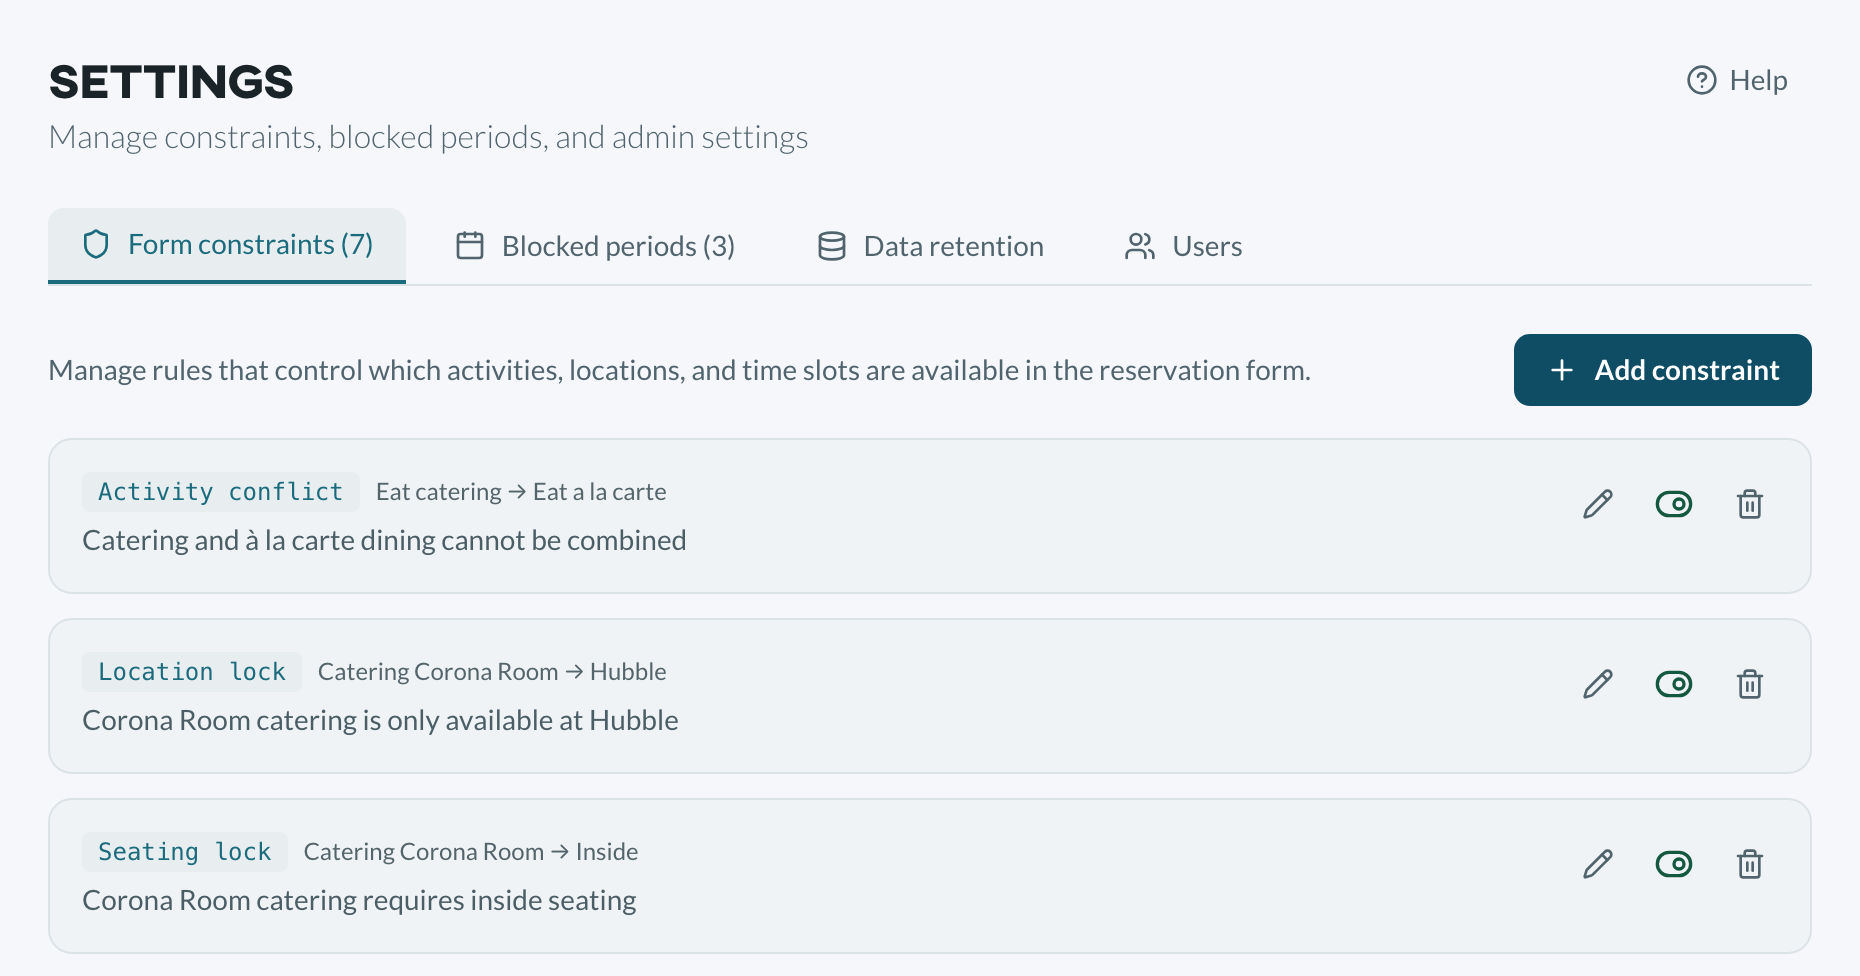 SETTINGS
Help
Manage constraints, blocked periods, and admin settings
Form constraints (7)
Blocked periods (3)
Data retention
Users
Manage rules that control which activities, locations, and time slots are available in the reservation form.
Add constraint
Activity conflict Eat catering → Eat a la carte
Catering and à la carte dining cannot be combined
Location lock Catering Corona Room → Hubble
Corona Room catering is only available at Hubble
Seating lock Catering Corona Room → Inside
Corona Room catering requires inside seating